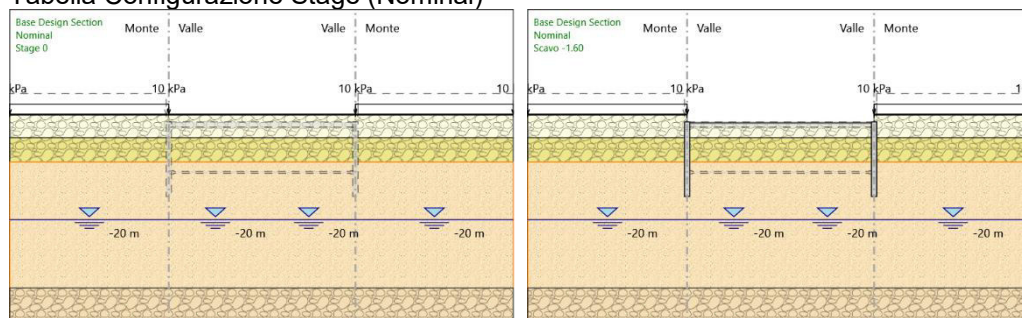 Tabella Configurazione Stage (Nominal)
Base Design Section
Nominal
Stage 0
Monte Valle Valle Monte
kPa 10 kPa 10 kPa 10
-20 m -20 m -20 m -20 m
Base Design Section
Nominal
Scavo -1.60
Monte Valle Valle Monte
kPa 10 kPa 10 kPa 1
-20 m -20 m -20 m -20 m